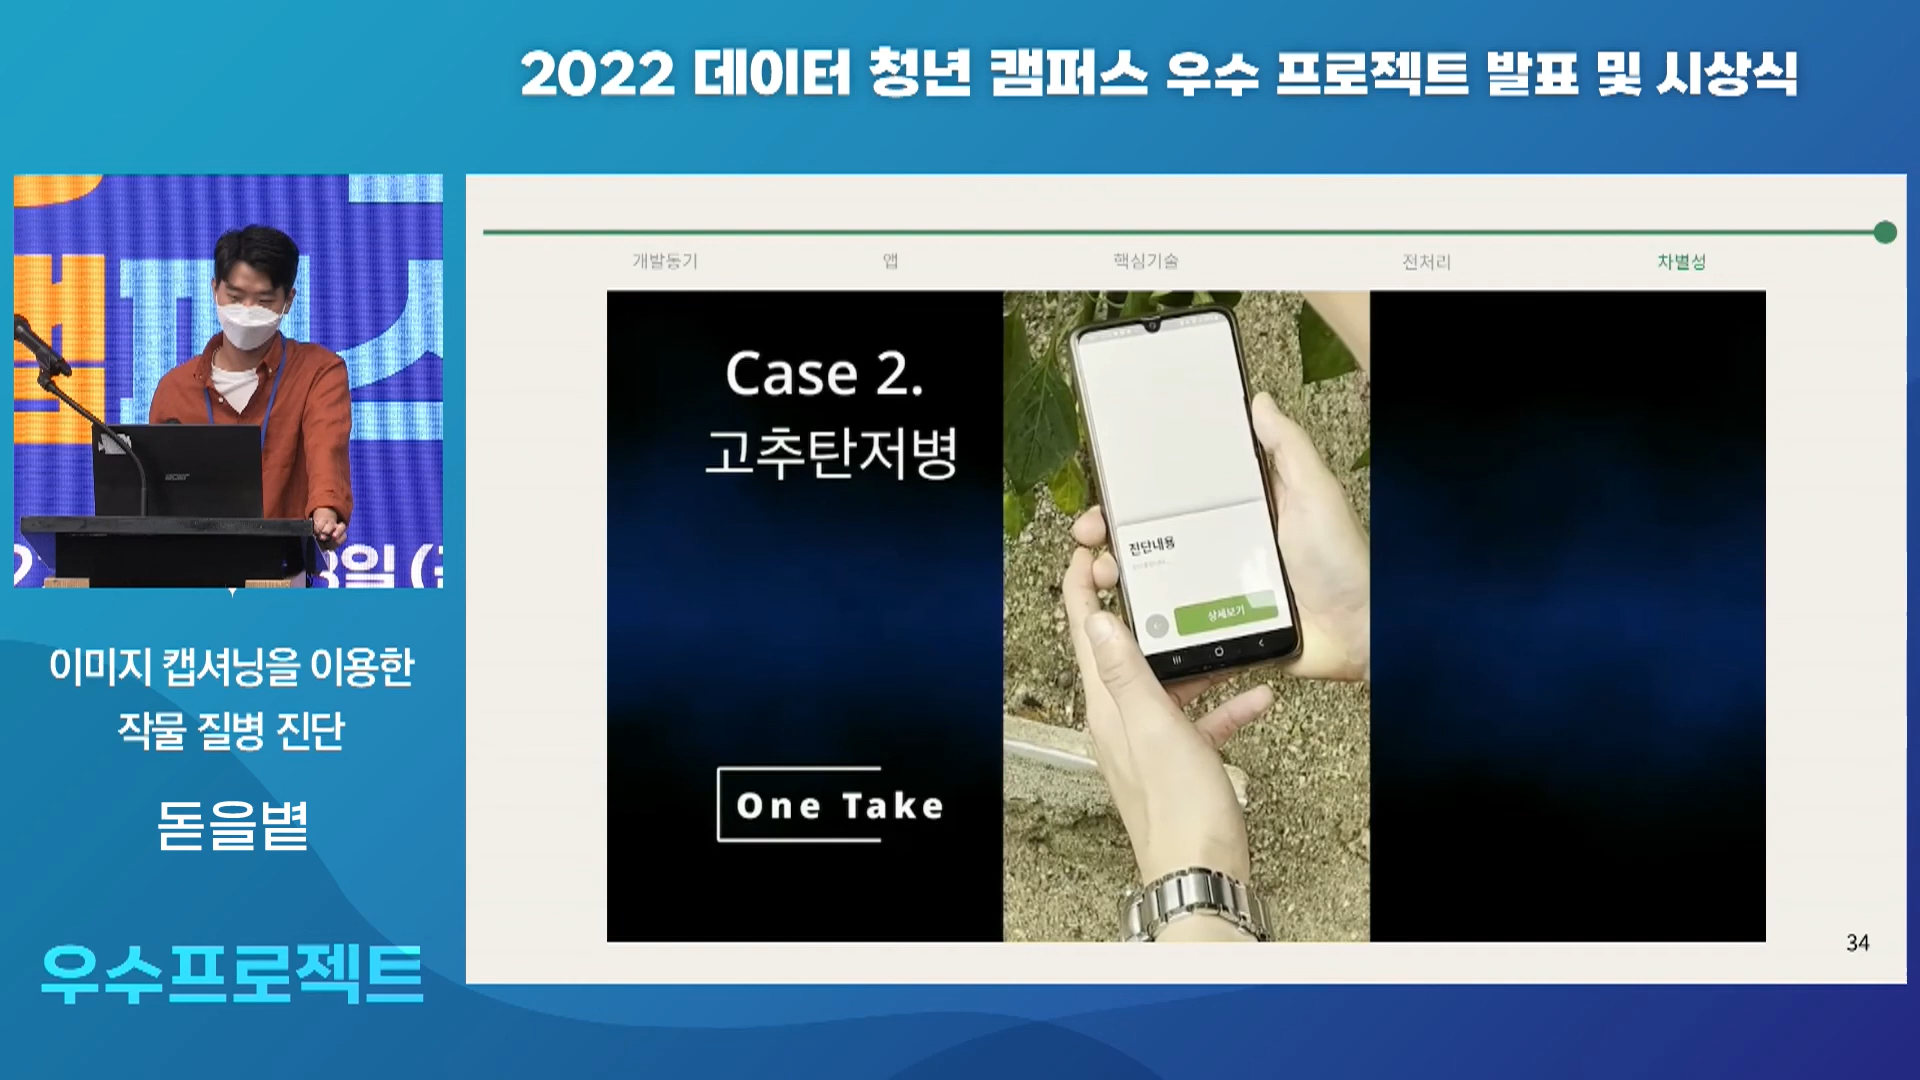 2022 데이터 청년 캠퍼스 우수 프로젝트 발표 및 시상식
개발동기
앱
핵심기술
전처리
차별성
Case 2.
고추탄저병
진단내용
상세보기
One Take
34
3일
acer
이미지 캡셔닝을 이용한
작물 질병 진단
돋을볕
우수프로젝트